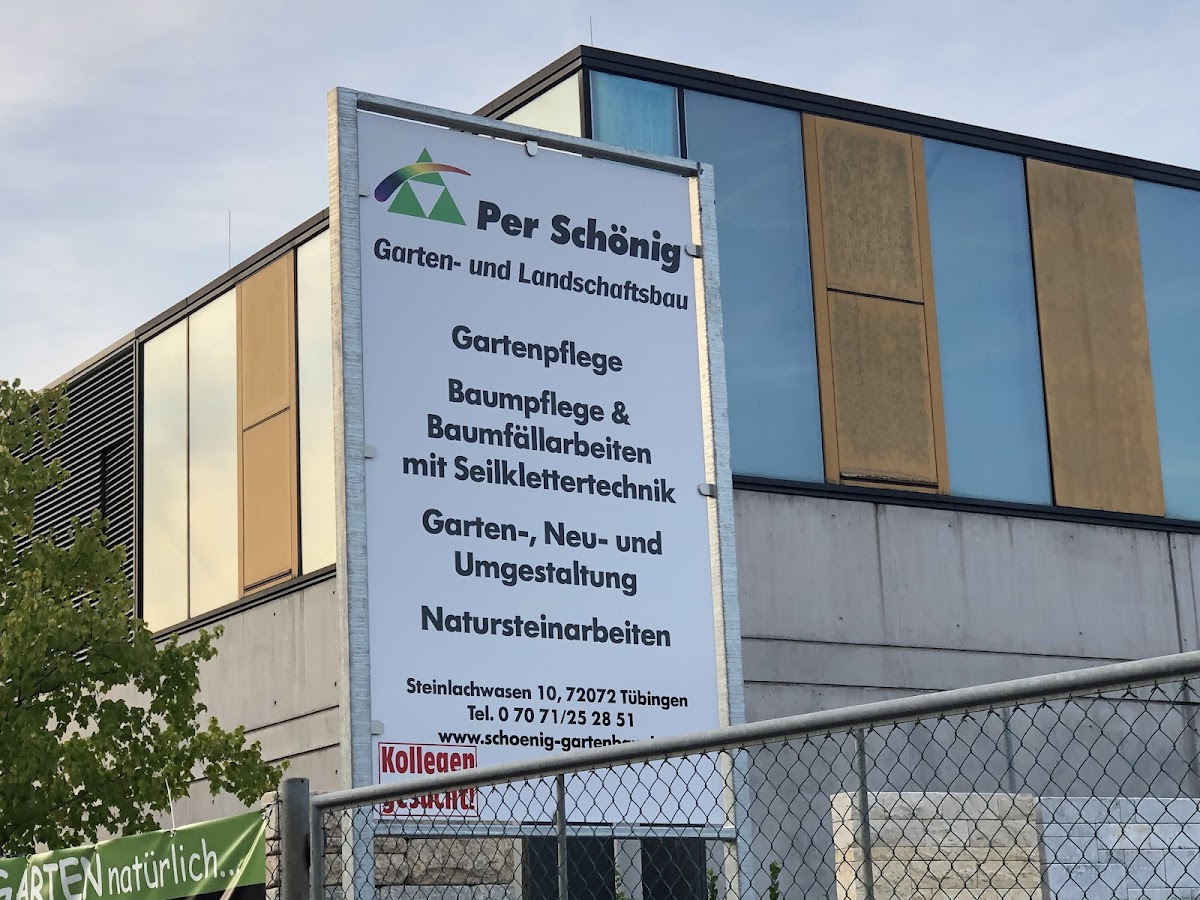 Per Schönig
Garten- und Landschaftsbau
Gartenpflege
Baumpflege &
Baumfällarbeiten
mit Seilklettertechnik
Garten-, Neu- und
Umgestaltung
Natursteinarbeiten
Steinlachwasen 10, 72072 Tübingen
Tel. 0 70 71/25 28 51
Kollegen
gesucht!
GARTEN natürlich...